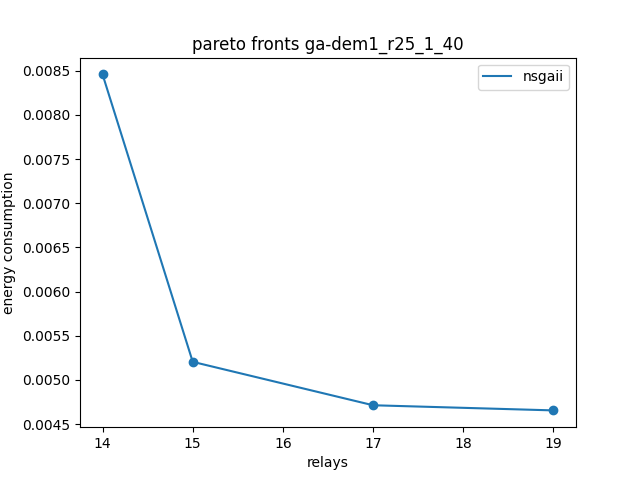 pareto fronts ga-dem1_r25_1_40
nsgaii
0.0085
0.0080
0.0075
0.0070
0.0065
0.0060
0.0055
0.0050
0.0045
energy consumption
14 15 16 17 18 19
relays